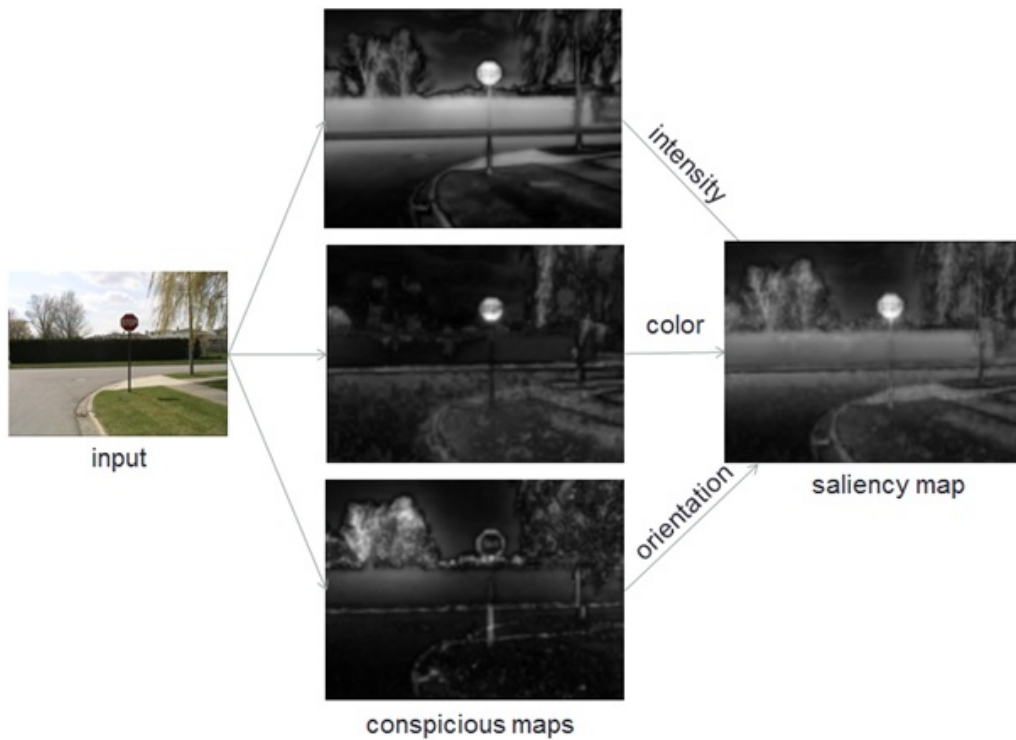 intensity
color
input
saliency map
orientation
conspicious maps